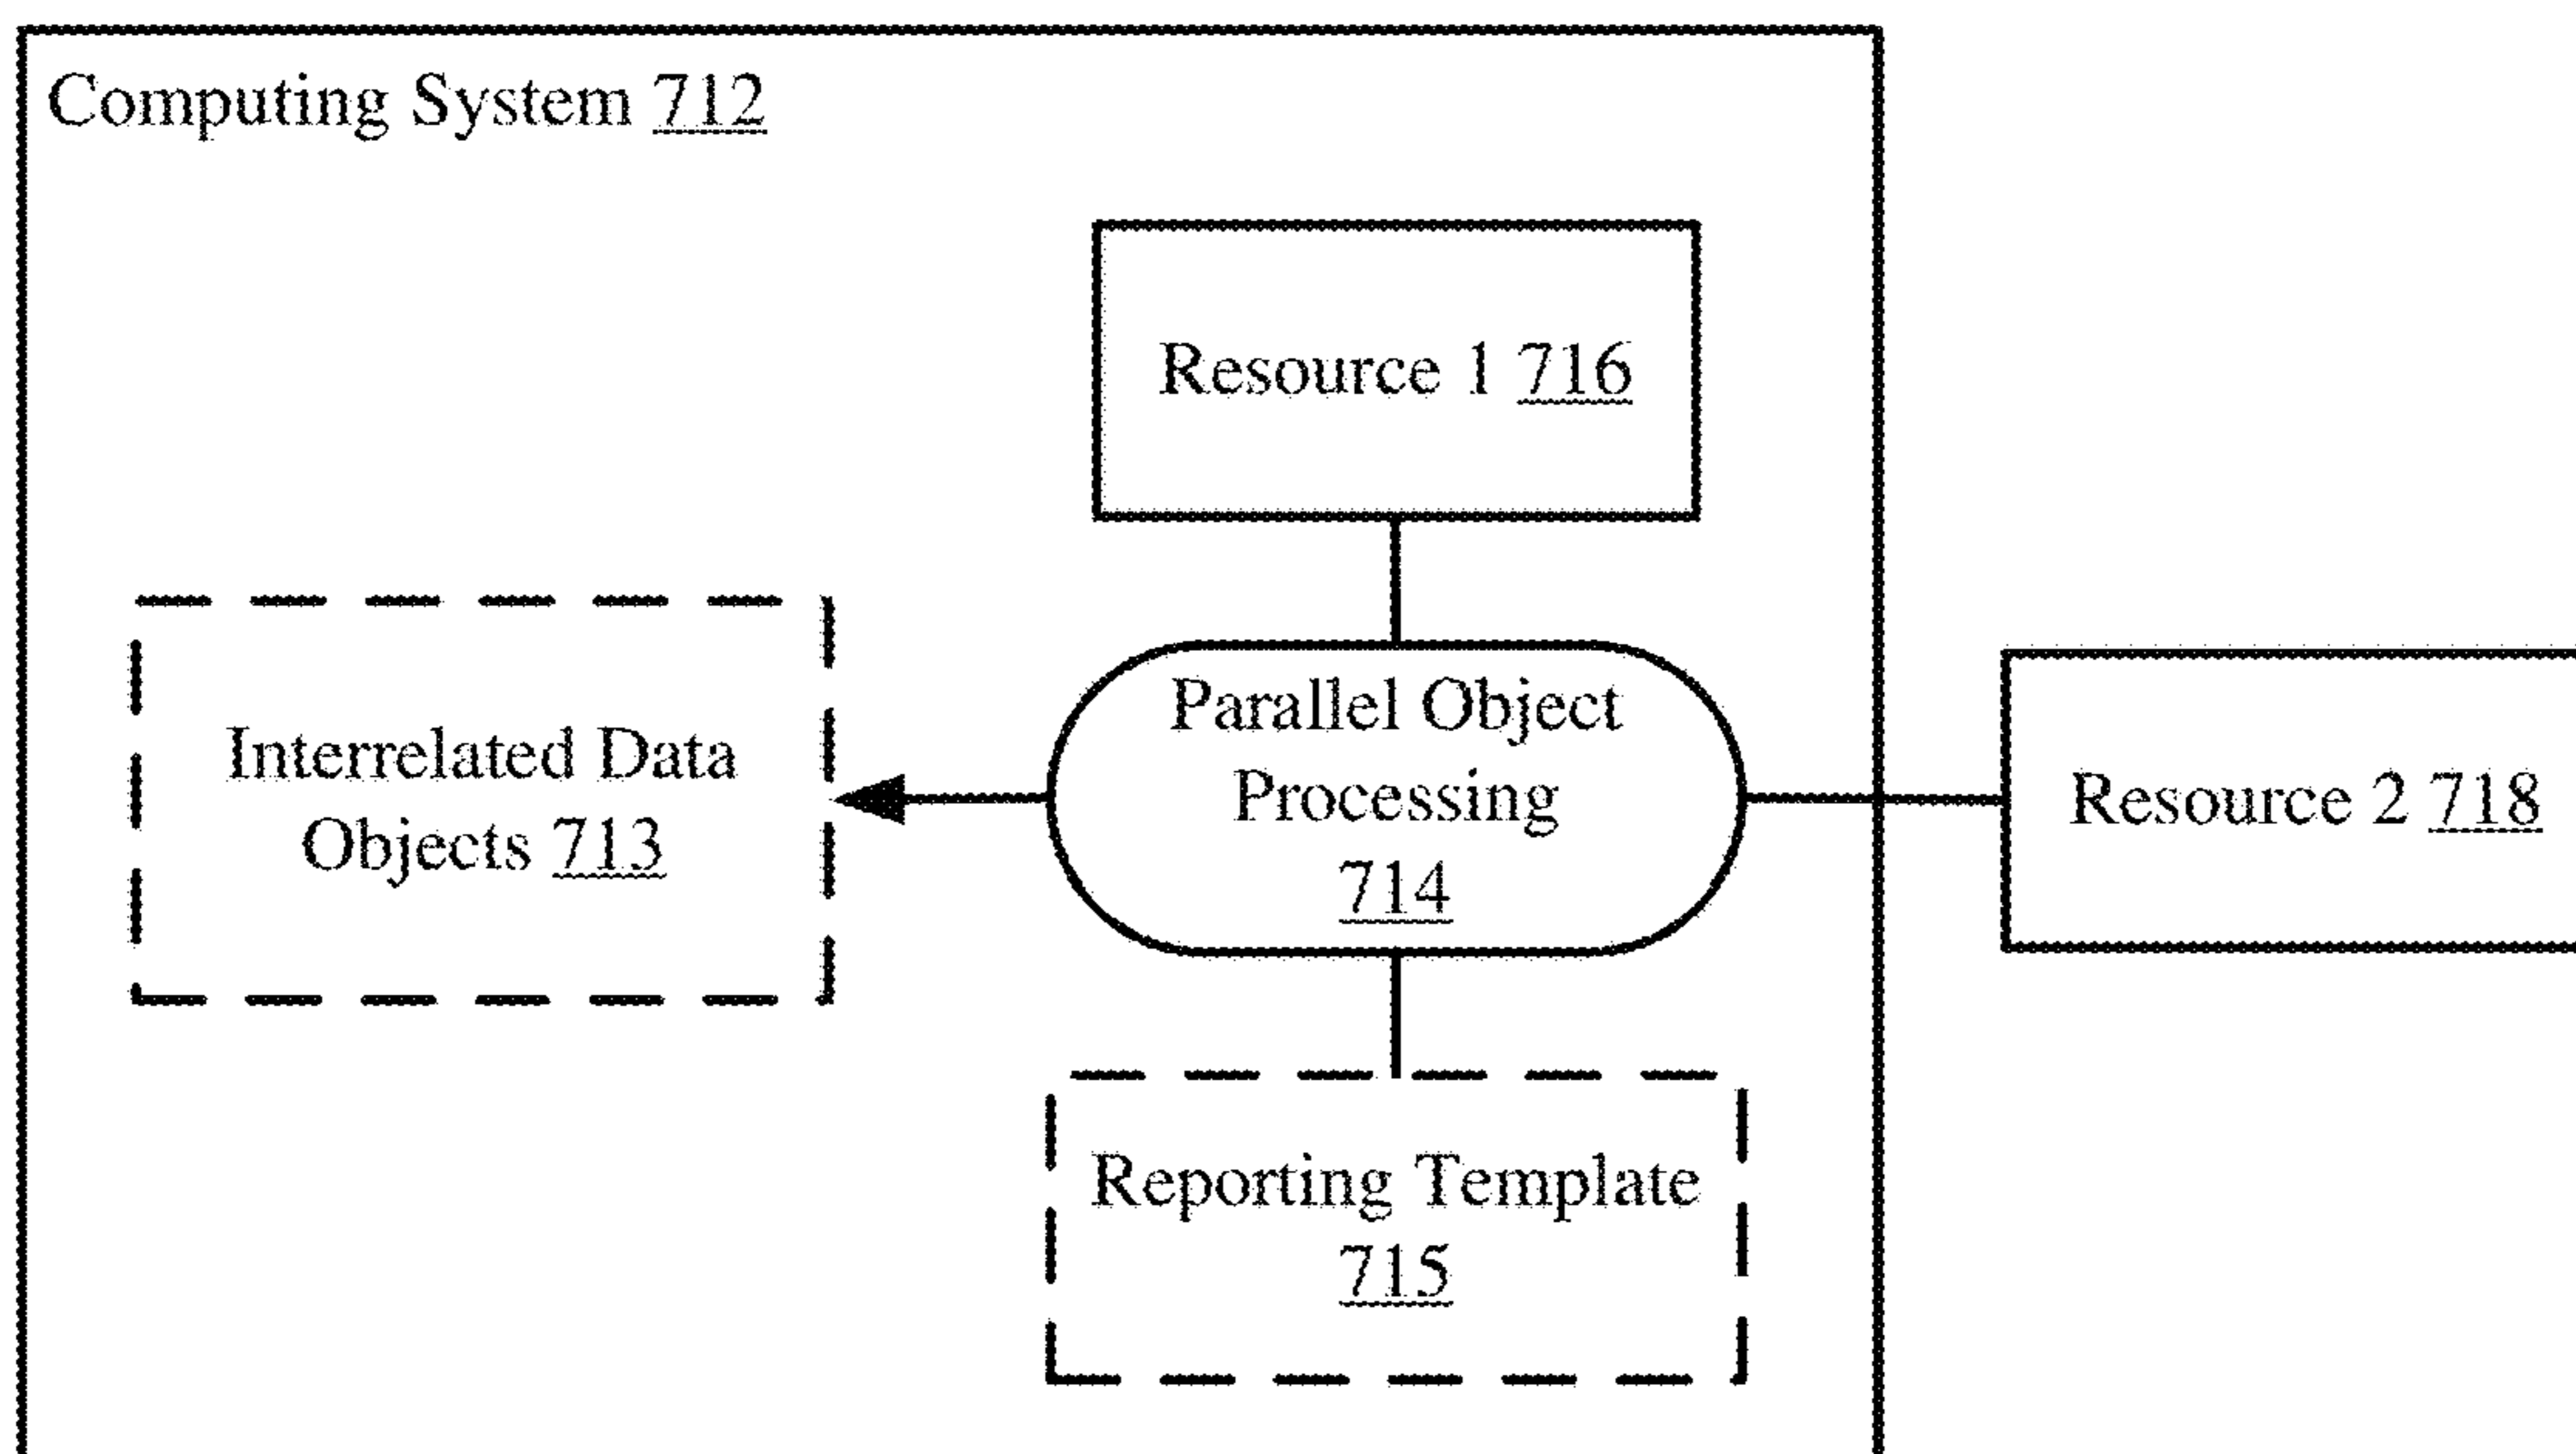 Computing System 712
Resource 1 716
Interrelated Data
Objects 713
Parallel Object
Processing
714
Resource 2 718
Reporting Template
715